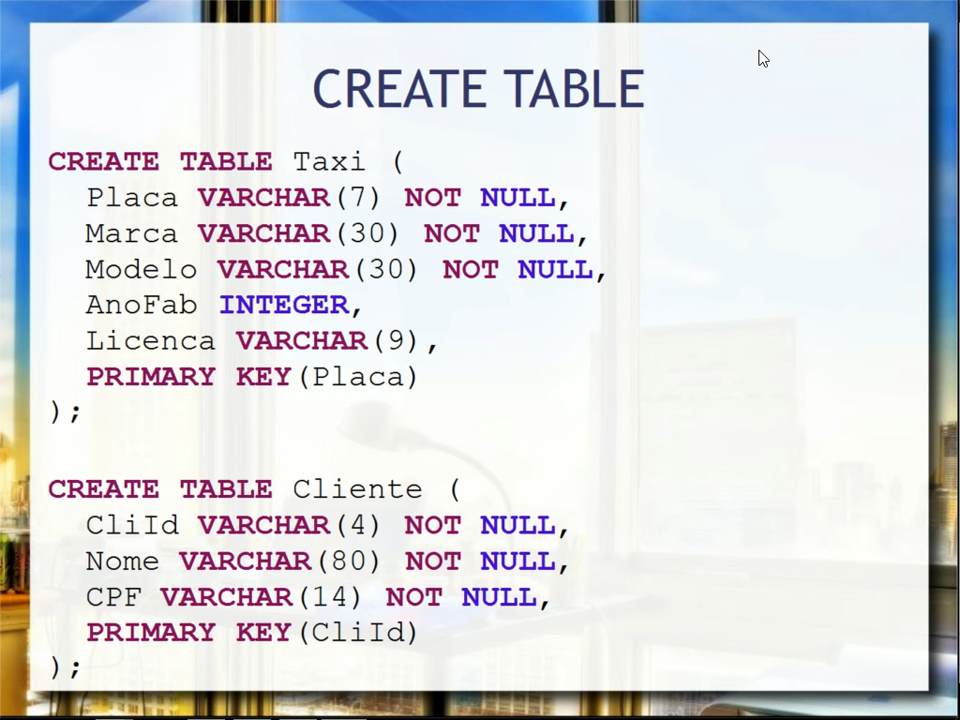 CREATE TABLE
CREATE TABLE Taxi (
Placa VARCHAR(7) NOT NULL,
Marca VARCHAR(30) NOT NULL,
Modelo VARCHAR(30) NOT NULL,
AnoFab INTEGER,
Licenca VARCHAR(9),
PRIMARY KEY(Placa)
);
CREATE TABLE Cliente (
CliId VARCHAR(4) NOT NULL,
Nome VARCHAR(80) NOT NULL,
CPF VARCHAR(14) NOT NULL,
PRIMARY KEY(CliId)
);